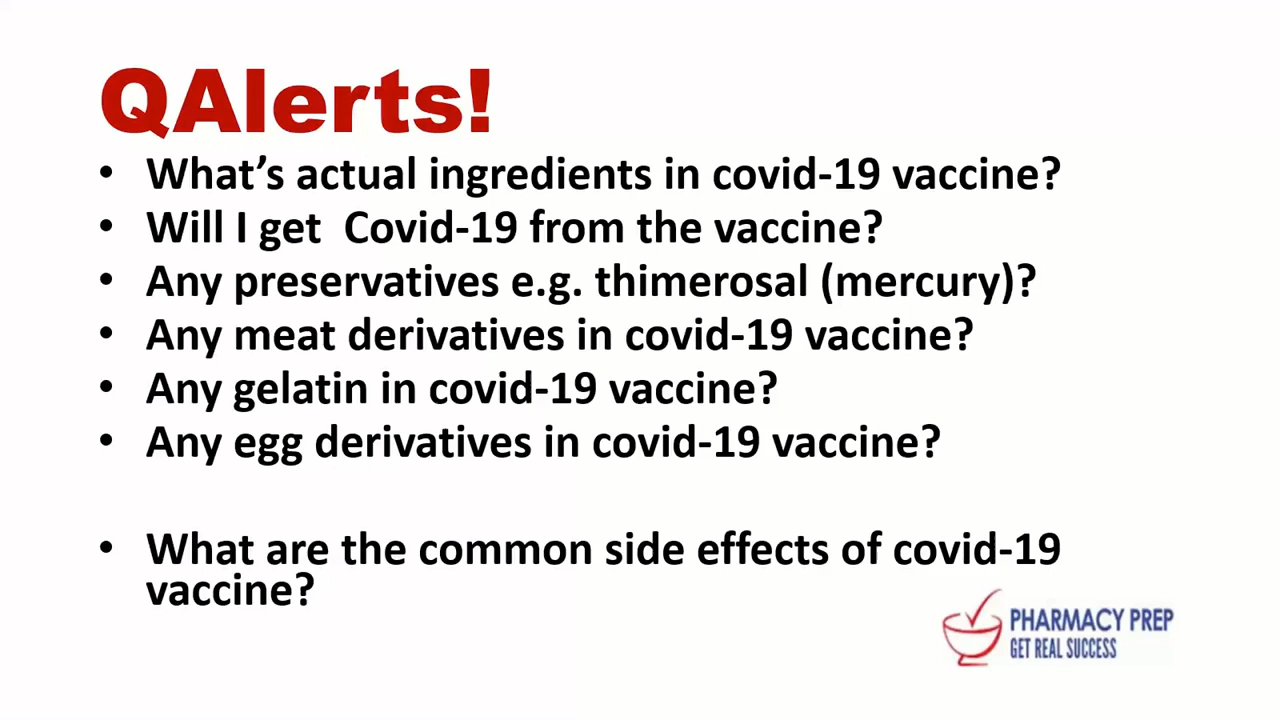 QAlerts!
• What's actual ingredients in covid-19 vaccine?
• Will I get  Covid-19 from the vaccine?
• Any preservatives e.g. thimerosal (mercury)?
• Any meat derivatives in covid-19 vaccine?
• Any gelatin in covid-19 vaccine?
• Any egg derivatives in covid-19 vaccine?
• What are the common side effects of covid-19
vaccine?
PHARMACY PREP
GET REAL SUCCESS